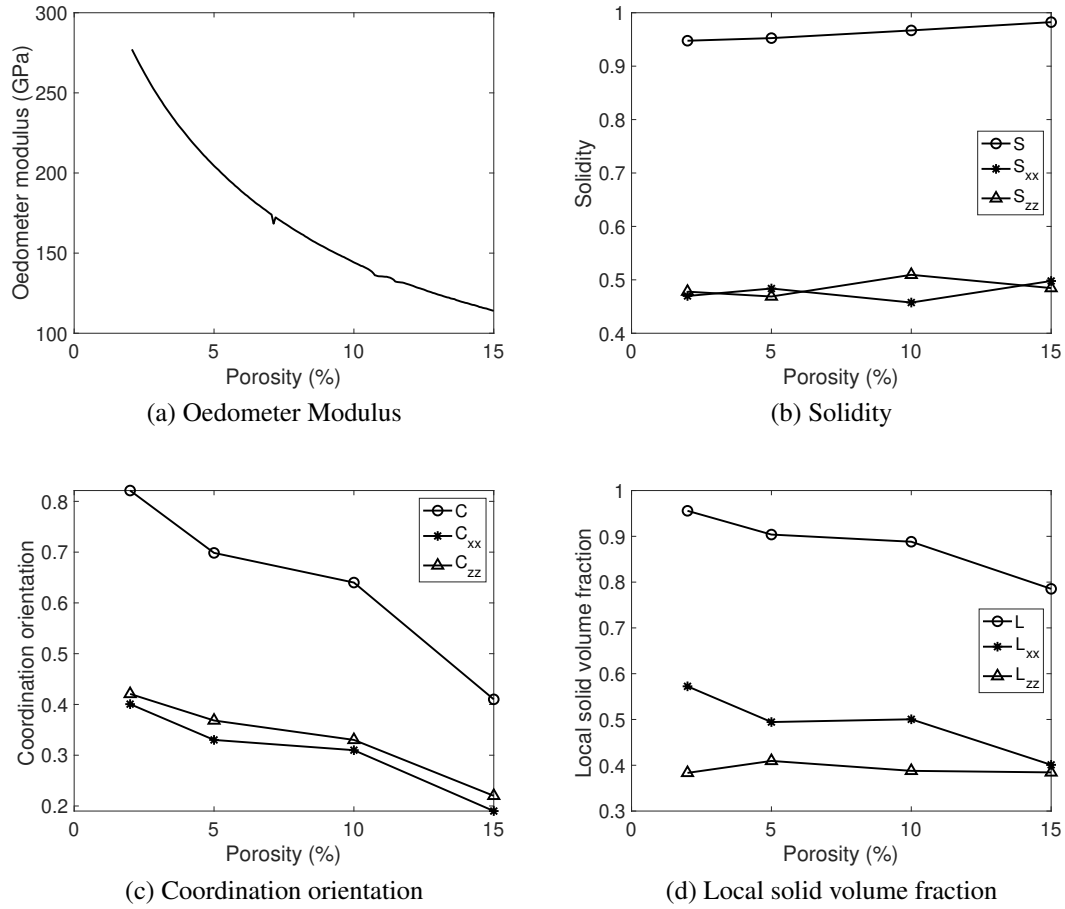 300
250
200
150
100
Oedometer modulus (GPa)
0 5 10 15
Porosity (%)
(a) Oedometer Modulus
1
0.9
0.8
0.7
0.6
0.5
0.4
Solidity
S
S_xx
S_zz
0 5 10 15
Porosity (%)
(b) Solidity
0.8
0.7
0.6
0.5
0.4
0.3
0.2
Coordination orientation
C
C_xx
C_zz
0 5 10 15
Porosity (%)
(c) Coordination orientation
1
0.9
0.8
0.7
0.6
0.5
0.4
0.3
Local solid volume fraction
L
L_xx
L_zz
0 5 10 15
Porosity (%)
(d) Local solid volume fraction